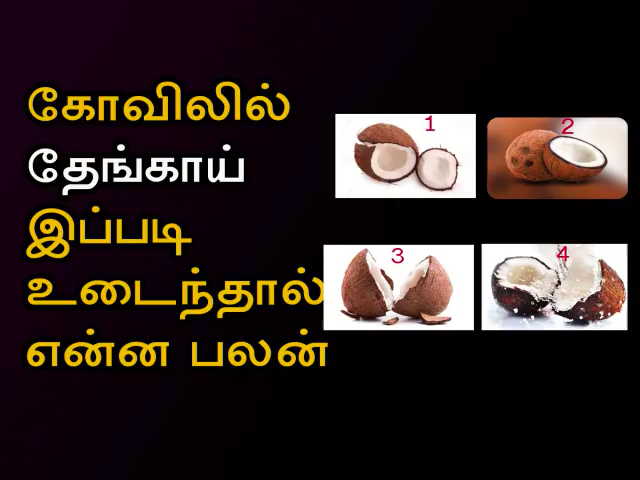 கோவிலில்
தேங்காய்
இப்படி
உடைந்தால்
என்ன பலன்
1
2
3
4